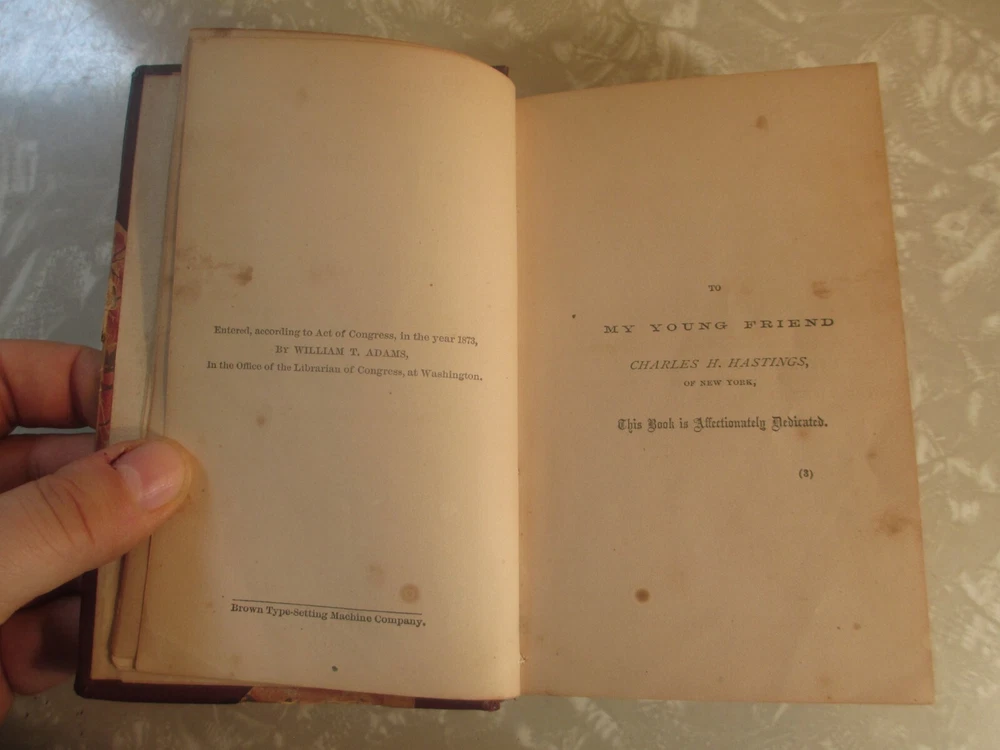 Entered, according to Act of Congress, in the year 1873,
BY WILLIAM T. ADAMS,
In the Office of the Librarian of Congress, at Washington.
Brown Type-Setting Machine Company.
TO
MY YOUNG FRIEND
CHARLES H. HASTINGS,
OF NEW YORK,
This Book is Affectionately Dedicated.
(3)